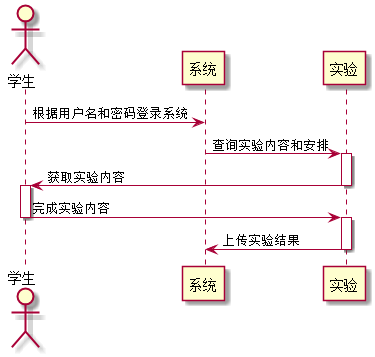 学生
系统
实验
根据用户名和密码登录系统
查询实验内容和安排
获取实验内容
完成实验内容
上传实验结果
学生
系统
实验